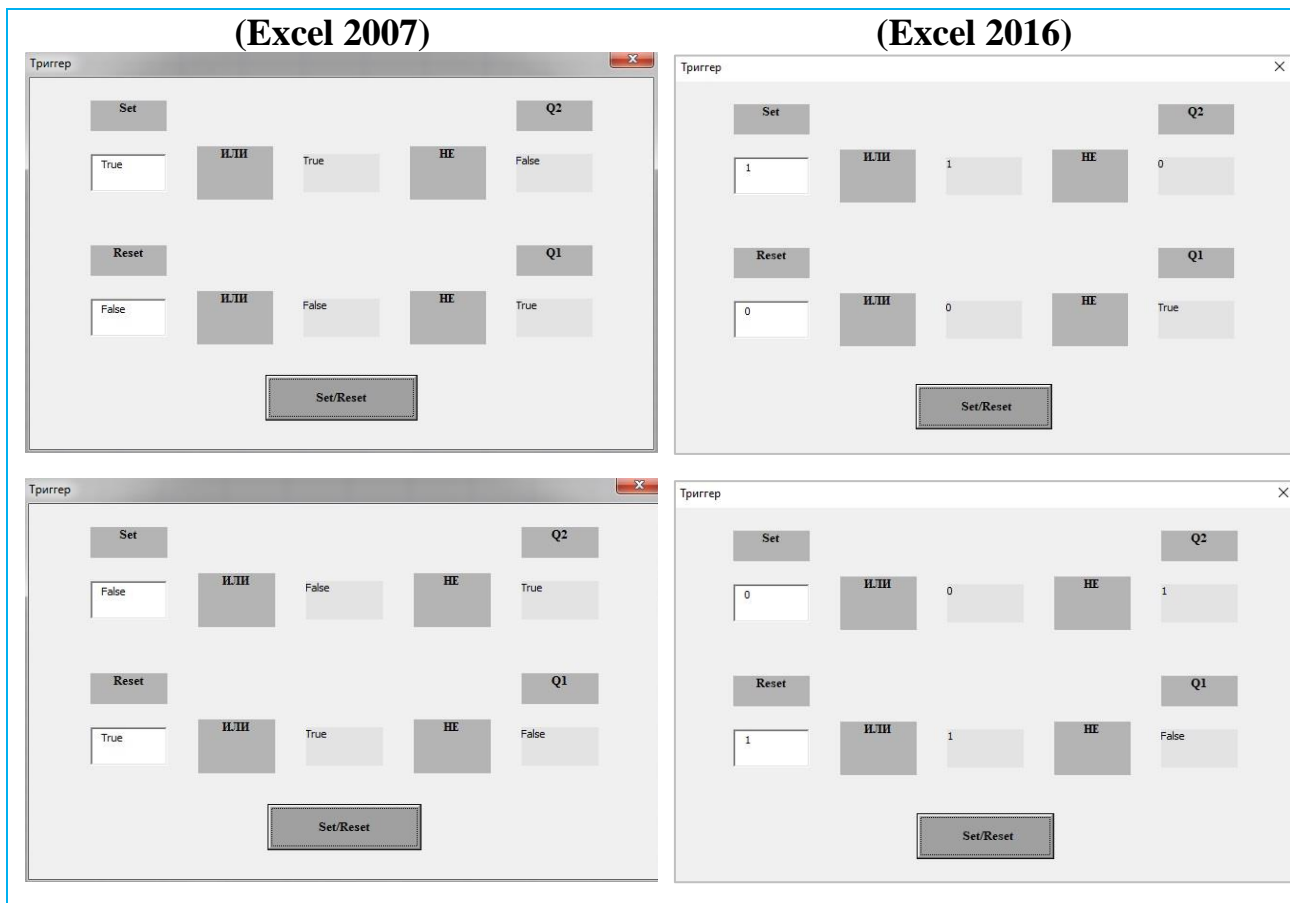 (Excel 2007)
Триггер
Set
Q2
True
ИЛИ
True
НЕ
False
Reset
Q1
False
ИЛИ
False
НЕ
True
Set/Reset
(Excel 2016)
Триггер
Set
Q2
1
ИЛИ
1
НЕ
0
Reset
Q1
0
ИЛИ
0
НЕ
True
Set/Reset
Триггер
Set
Q2
False
ИЛИ
False
НЕ
True
Reset
Q1
True
ИЛИ
True
НЕ
False
Set/Reset
Триггер
Set
Q2
0
ИЛИ
0
НЕ
1
Reset
Q1
1
ИЛИ
1
НЕ
False
Set/Reset